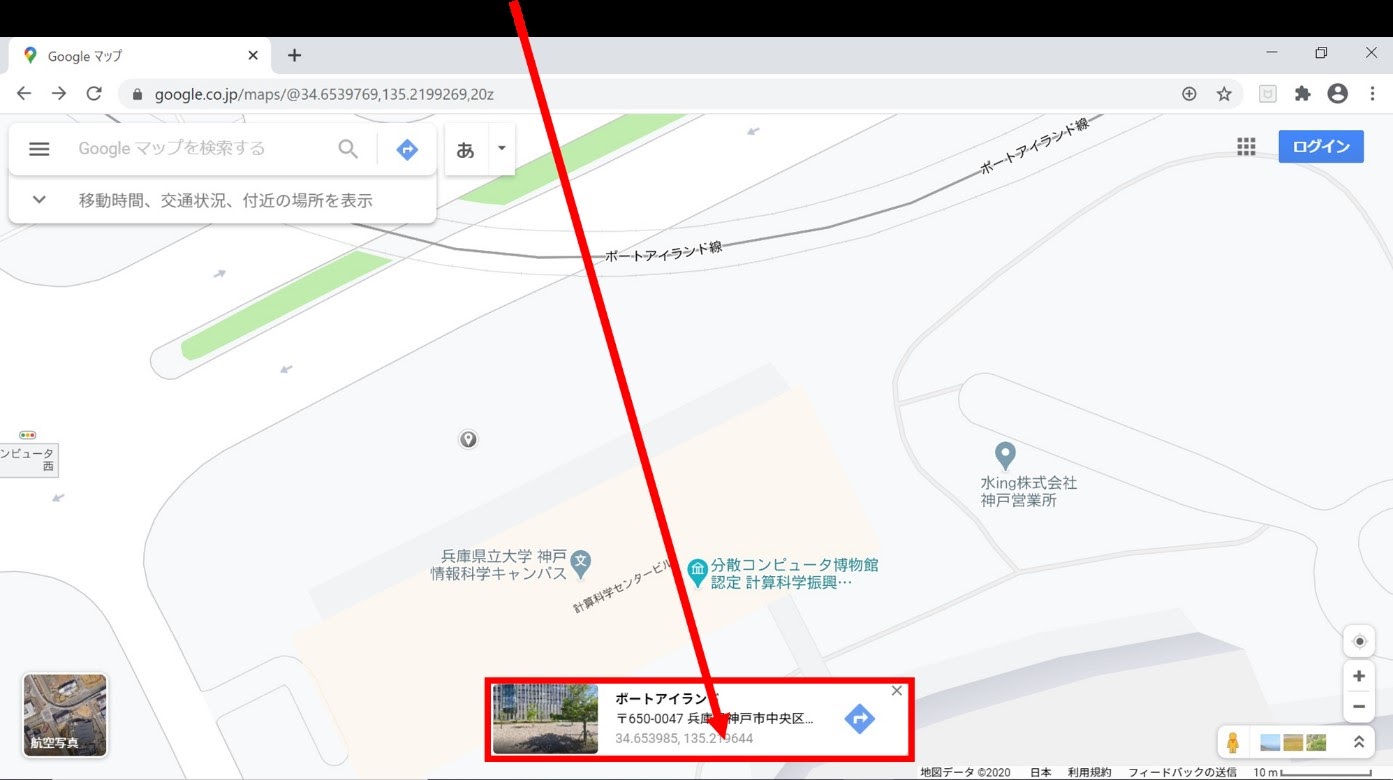 Google マップ
google.co.jp/maps/@34.6539769,135.2199269,20z
Google マップを検索する
あ
ログイン
移動時間、交通状況、付近の場所を表示
ポートアイランド線
ポートアイランド線
ンピュータ
西
水ing株式会社
神戸営業所
兵庫県立大学 神戸
情報科学キャンパス
文
計算科学センタービル
分散コンピュータ博物館
認定 計算科学振興…
ポートアイランド
〒650-0047 兵庫 神戸市中央区...
34.653985, 135.219644
航空写真
地図データ ©2020 日本 利用規約 フィードバックの送信 10 m